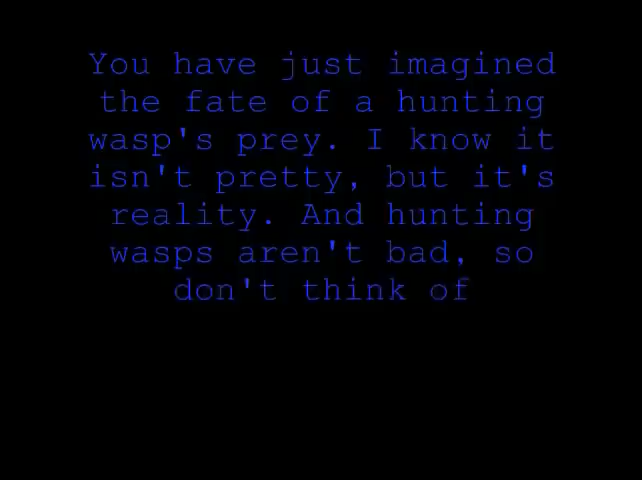 You have just imagined
the fate of a hunting
wasp's prey. I know it
isn't pretty, but it's
reality. And hunting
wasps aren't bad, so
don't think of